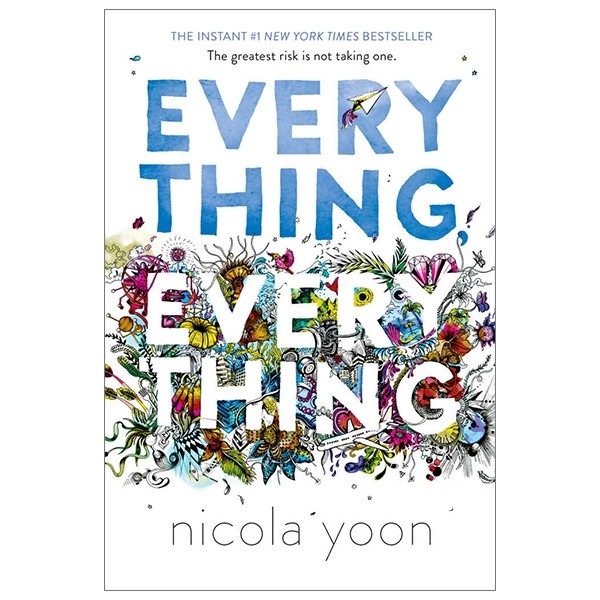 THE INSTANT #1 NEW YORK TIMES BESTSELLER
The greatest risk is not taking one.
EVERY
THING,
EVERY
THING
nicola yoon